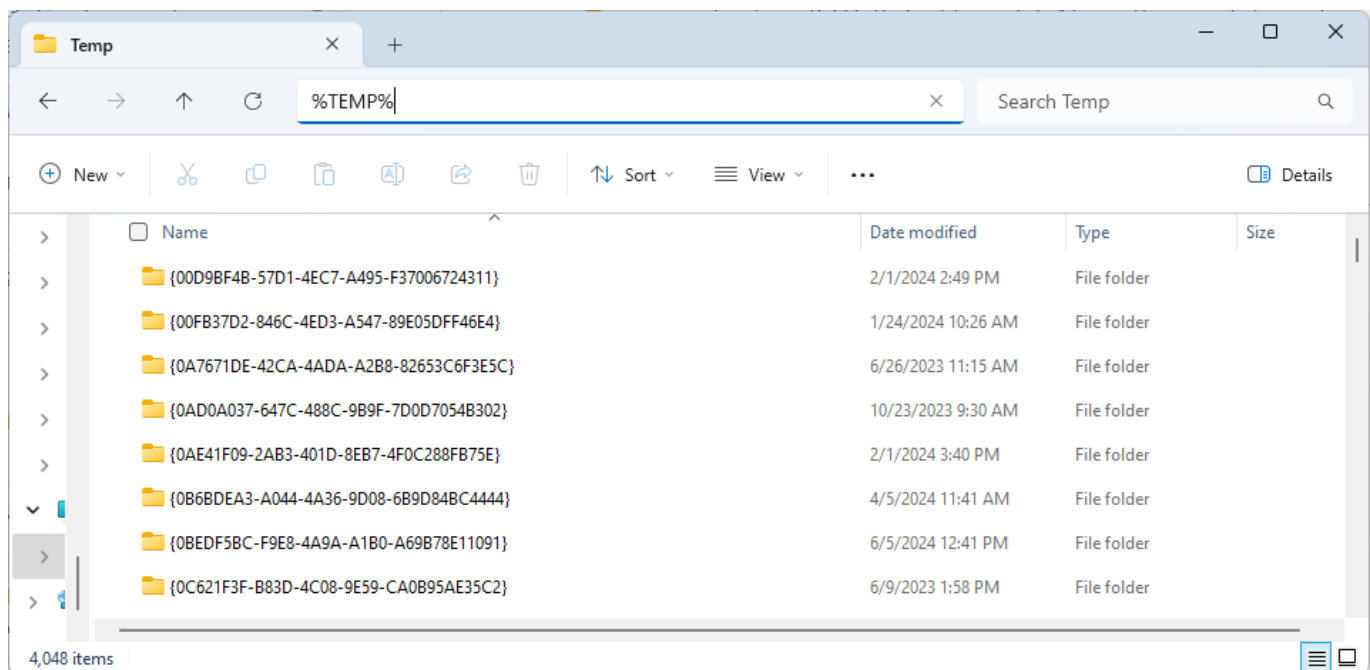 Temp
%TEMP%
Search Temp
New
Sort
View
Details
Name Date modified Type Size
{00D9BF4B-57D1-4EC7-A495-F37006724311} 2/1/2024 2:49 PM File folder
{00FB37D2-846C-4ED3-A547-89E05DFF46E4} 1/24/2024 10:26 AM File folder
{0A7671DE-42CA-4ADA-A2B8-82653C6F3E5C} 6/26/2023 11:15 AM File folder
{0AD0A037-647C-488C-9B9F-7D0D7054B302} 10/23/2023 9:30 AM File folder
{0AE41F09-2AB3-401D-8EB7-4F0C288FB75E} 2/1/2024 3:40 PM File folder
{0B6BDEA3-A044-4A36-9D08-6B9D84BC4444} 4/5/2024 11:41 AM File folder
{0BEDF5BC-F9E8-4A9A-A1B0-A69B78E11091} 6/5/2024 12:41 PM File folder
{0C621F3F-B83D-4C08-9E59-CA0B95AE35C2} 6/9/2023 1:58 PM File folder
4,048 items